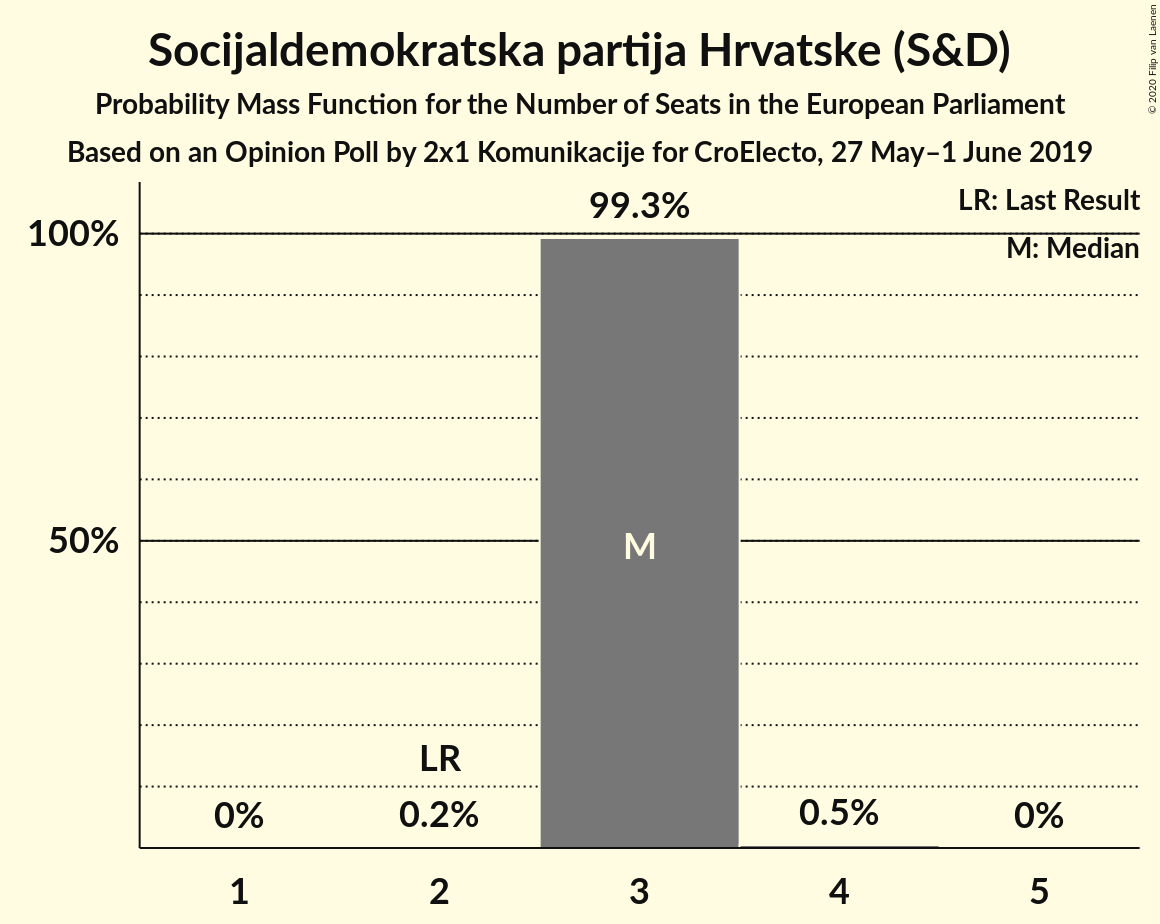 Socijaldemokratska partija Hrvatske (S&D)
Probability Mass Function for the Number of Seats in the European Parliament
Based on an Opinion Poll by 2x1 Komunikacije for CroElecto, 27 May–1 June 2019
© 2020 Filip van Laenen
LR: Last Result
M: Median
99.3%
100%
50%
M
LR
0%
0.2%
0.5%
0%
1
2
3
4
5